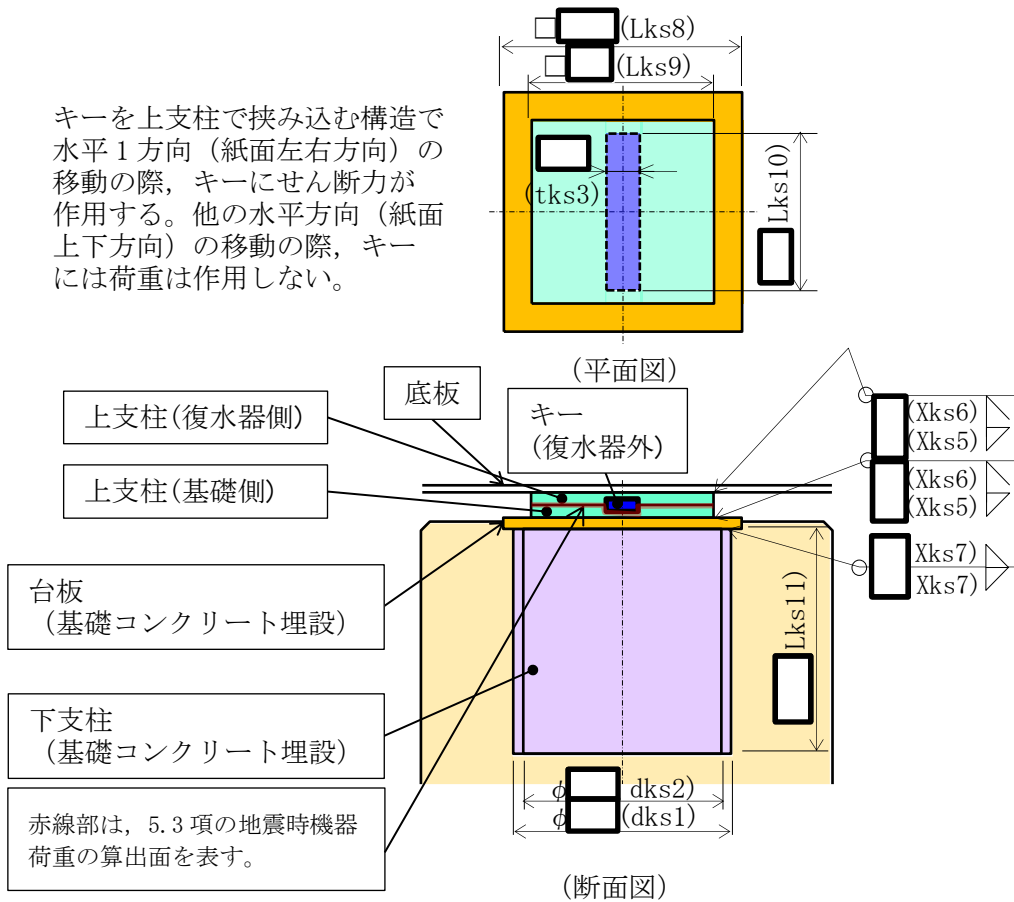 □ (Lks8)
□ (Lks9)
キーを上支柱で挟み込む構造で
水平1方向（紙面左右方向）の
移動の際，キーにせん断力が
作用する。他の水平方向（紙面
上下方向）の移動の際，キー
には荷重は作用しない。
(tks3)
Lks10)
(平面図)
底板
キー
(復水器外)
上支柱(復水器側)
上支柱(基礎側)
(Xks6)
(Xks5)
(Xks6)
(Xks5)
Xks7)
Xks7)
台板
（基礎コンクリート埋設）
Lks11)
下支柱
（基礎コンクリート埋設）
φ dks2)
φ (dks1)
赤線部は，5.3項の地震時機器
荷重の算出面を表す。
(断面図)